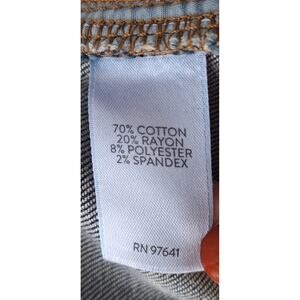 70% COTTON
20% RAYON
8% POLYESTER
2% SPANDEX
RN 97641